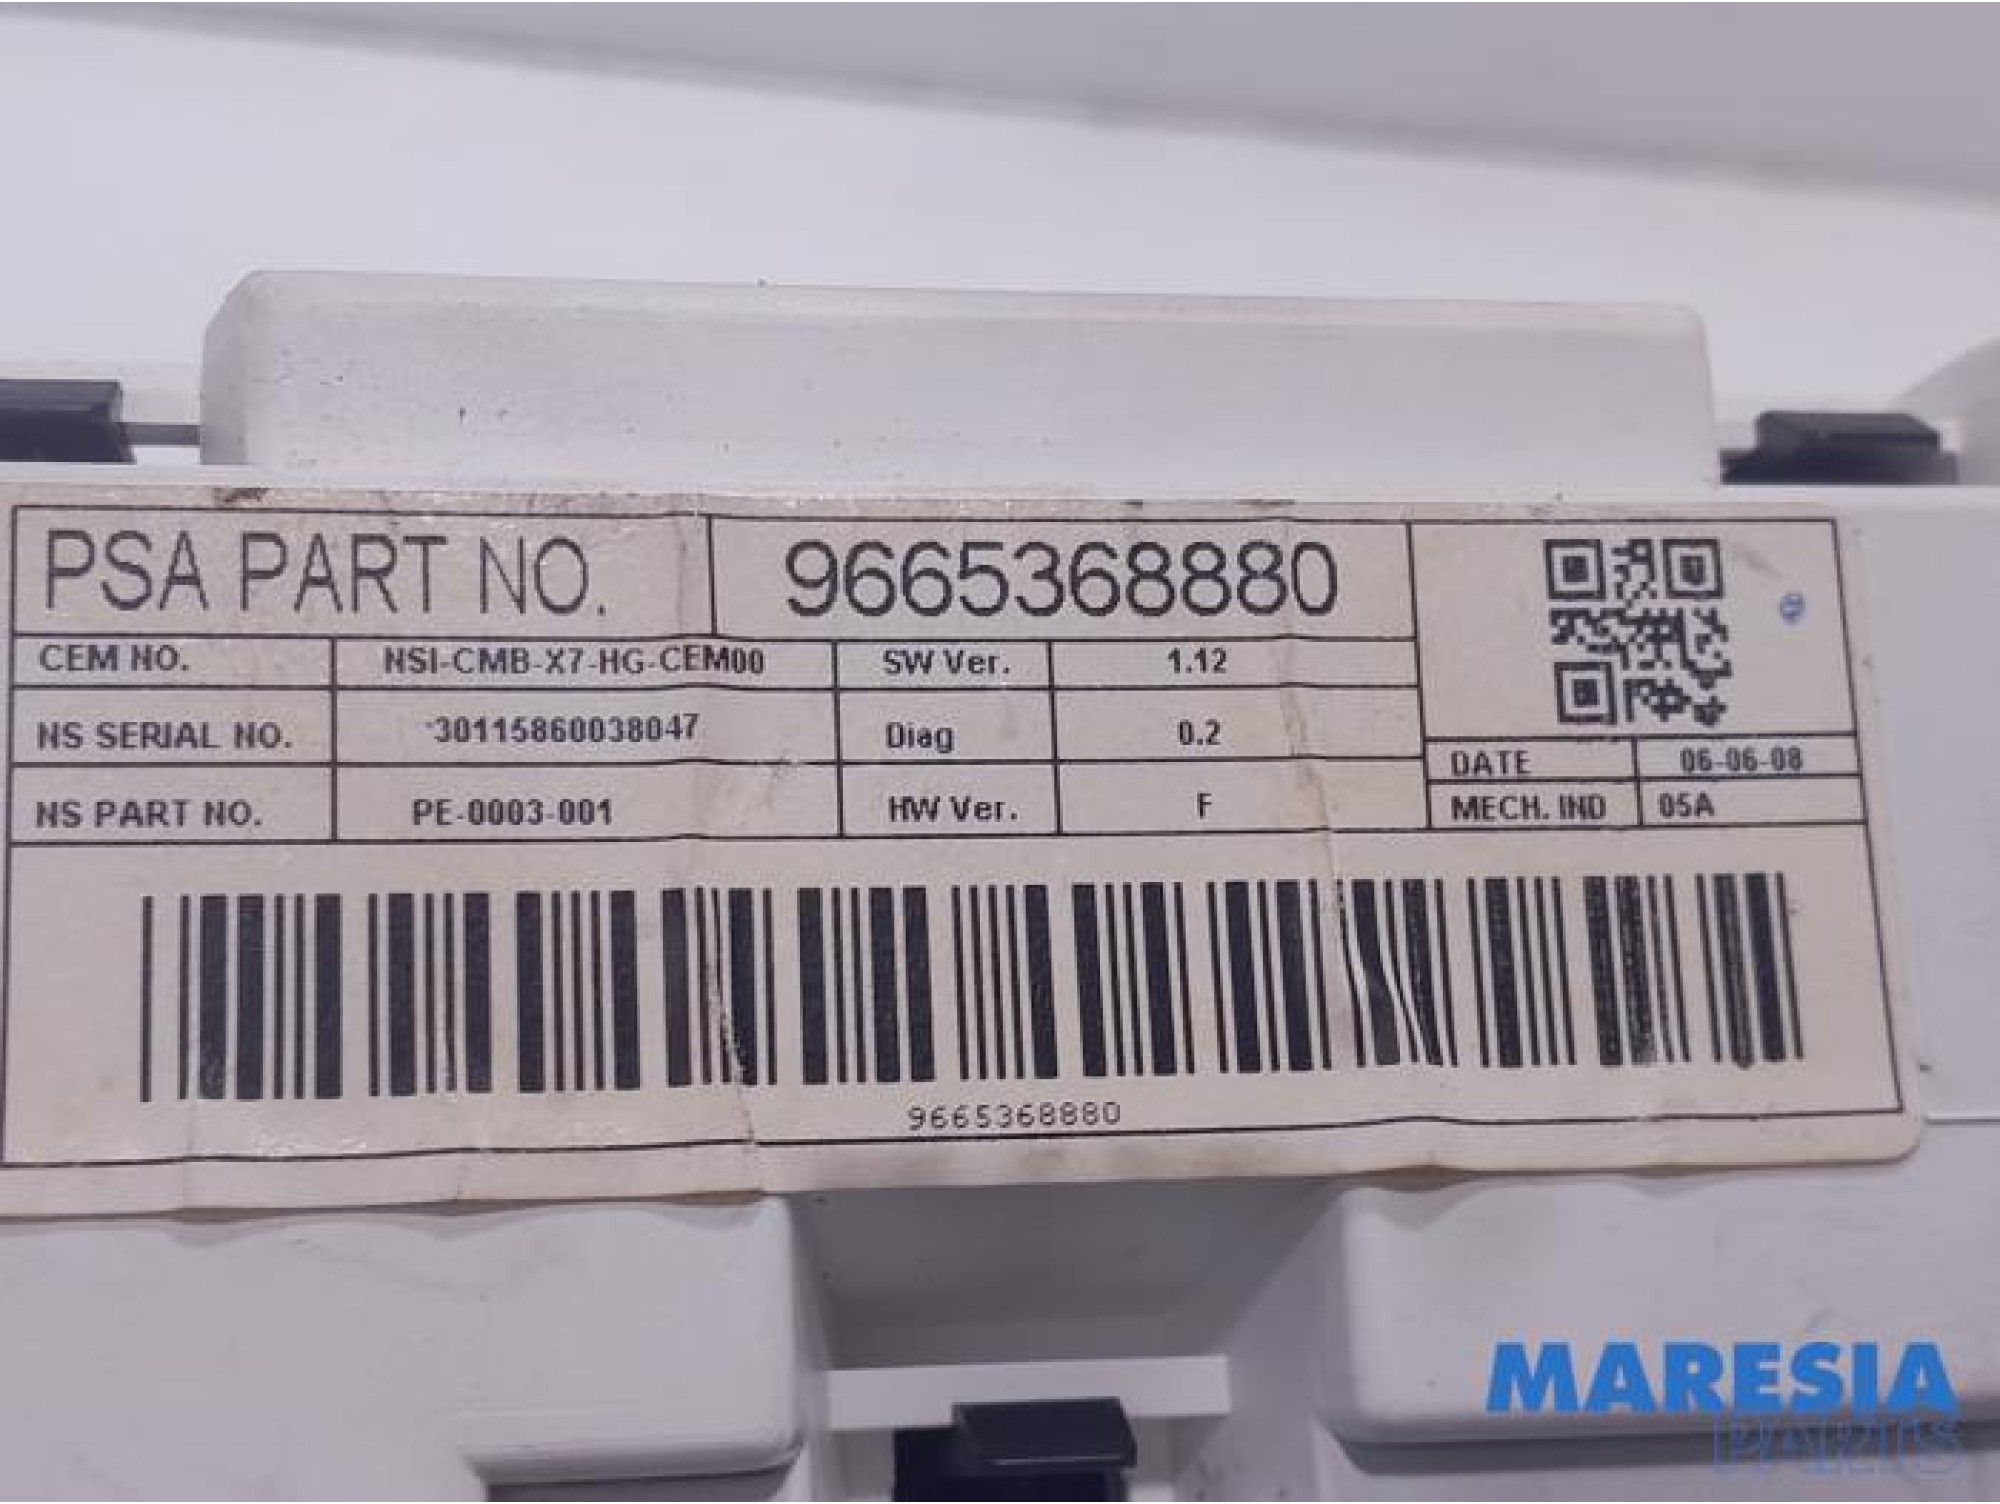 PSA PART NO. 9665368880
CEM NO. NSI-CMB-X7-HG-CEM00 SW Ver. 1.12
NS SERIAL NO. 30115860038047 Diag 0.2
DATE 06-06-08
NS PART NO. PE-0003-001 HW Ver. F
MECH. IND 05A
9665368880
MARESIA
PARTS